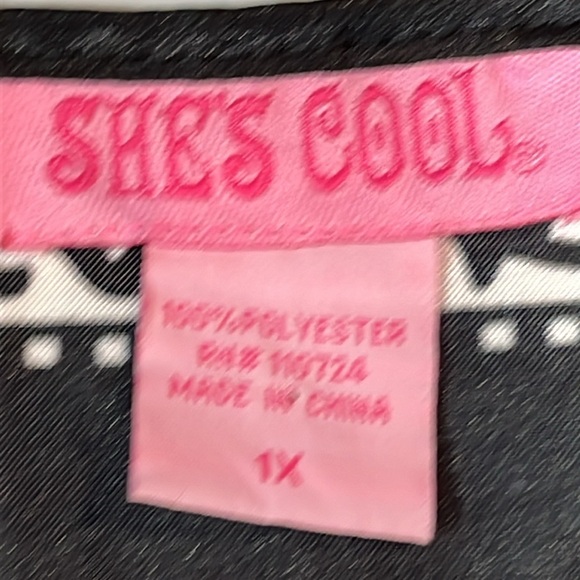 SHE'S COOL®
100% POLYESTER
RN# 110724
MADE IN CHINA
1X